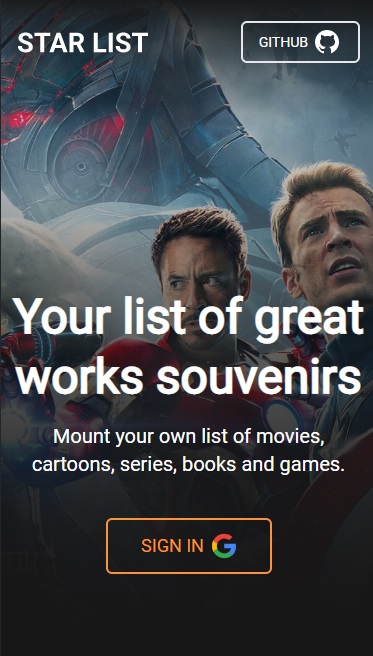 STAR LIST
GITHUB
Your list of great
works souvenirs
Mount your own list of movies,
cartoons, series, books and games.
SIGN IN